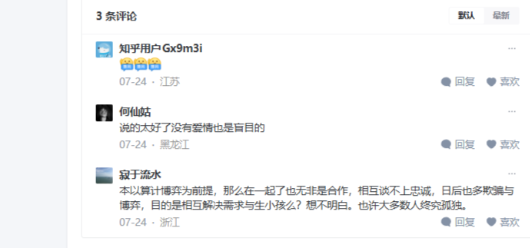 3 条评论
默认 最新
知乎用户Gx9m3i
07-24 · 江苏
回复 喜欢
何仙姑
说的太好了没有爱情也是盲目的
07-24 · 黑龙江
回复 喜欢
寂于流水
本以算计博弈为前提，那么在一起了也无非是合作，相互谈不上忠诚，日后也多欺骗与
博弈，目的是相互解决需求与生小孩么？想不明白。也许大多数人终究孤独。
07-24 · 浙江
回复 喜欢